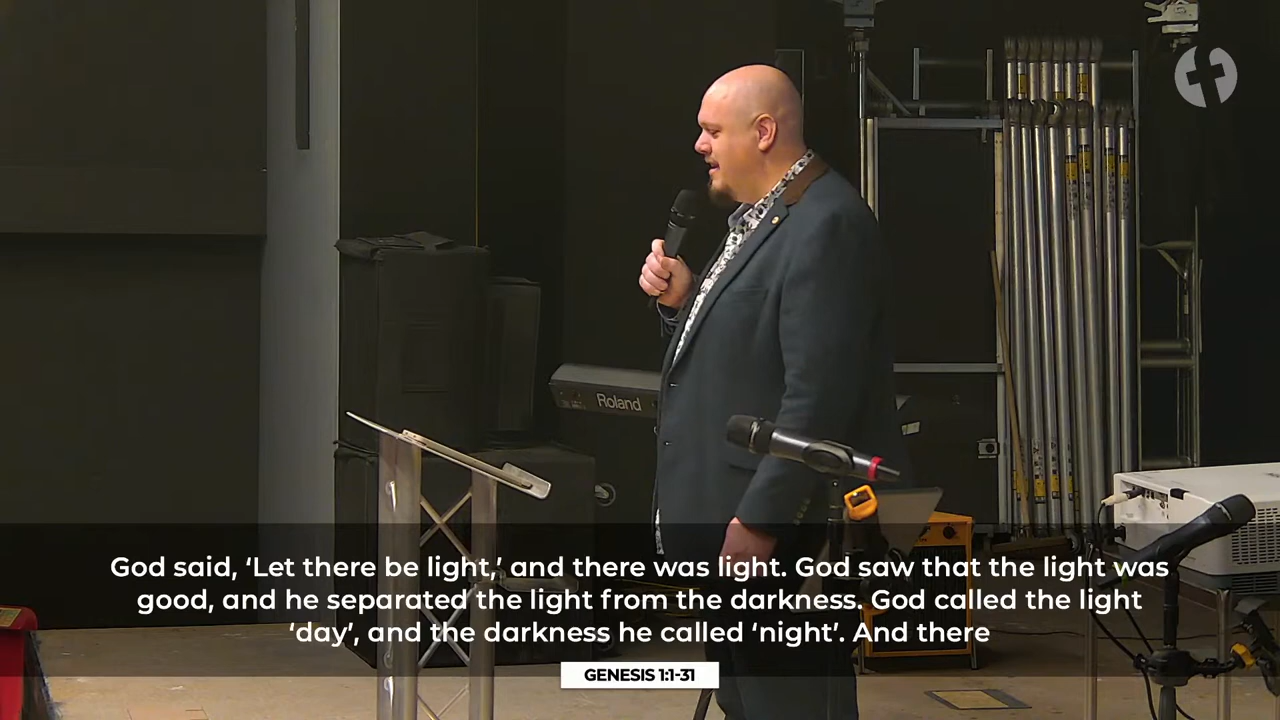 Roland
God said, ‘Let there be light,’ and there was light. God saw that the light was
good, and he separated the light from the darkness. God called the light
‘day’, and the darkness he called ‘night’. And there
GENESIS 1:1-31